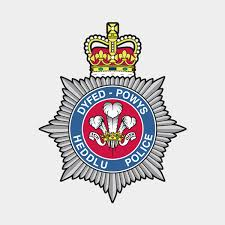 DYFED - POWYS
HEDDLU POLICE